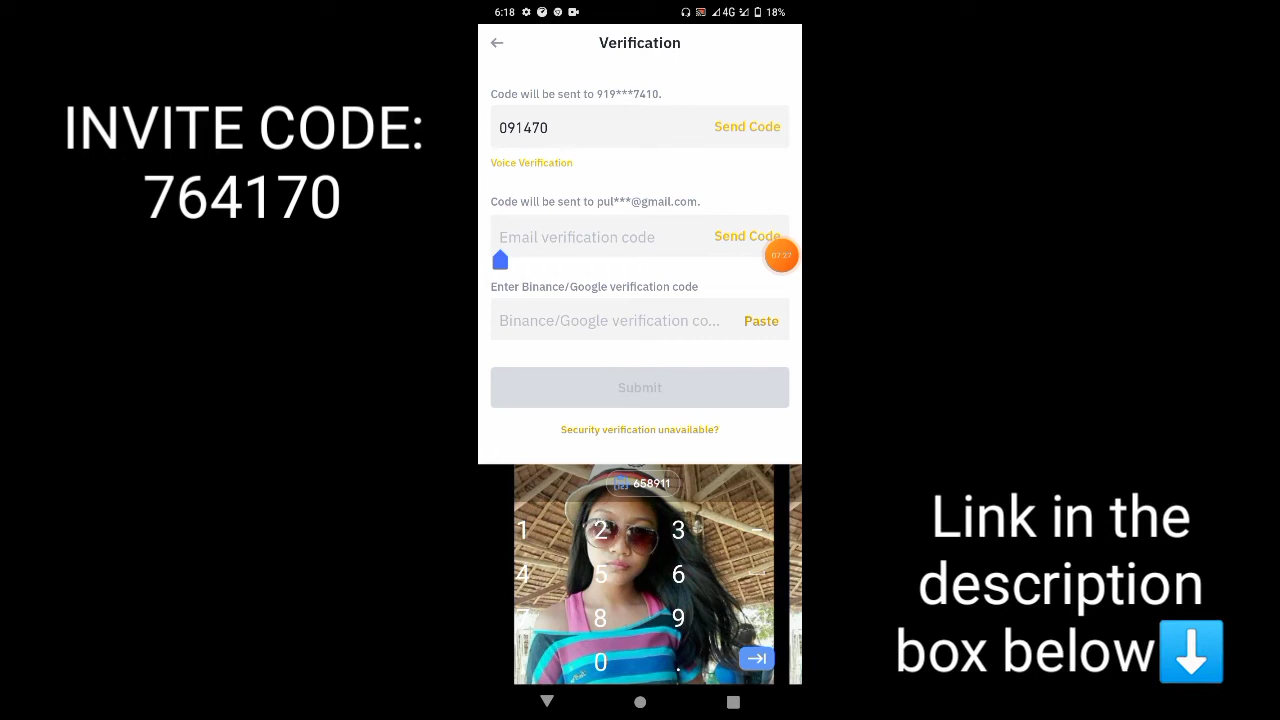 INVITE CODE:
764170
6:18
4G
18%
Verification
Code will be sent to 919***7410.
091470
Send Code
Voice Verification
Code will be sent to pul***@gmail.com.
Email verification code
Send Code
07:27
Enter Binance/Google verification code
Binance/Google verification co...
Paste
Submit
Security verification unavailable?
658911
1 2 3 -
4 5 6
7 8 9
0 .
Link in the
description
box below⬇️